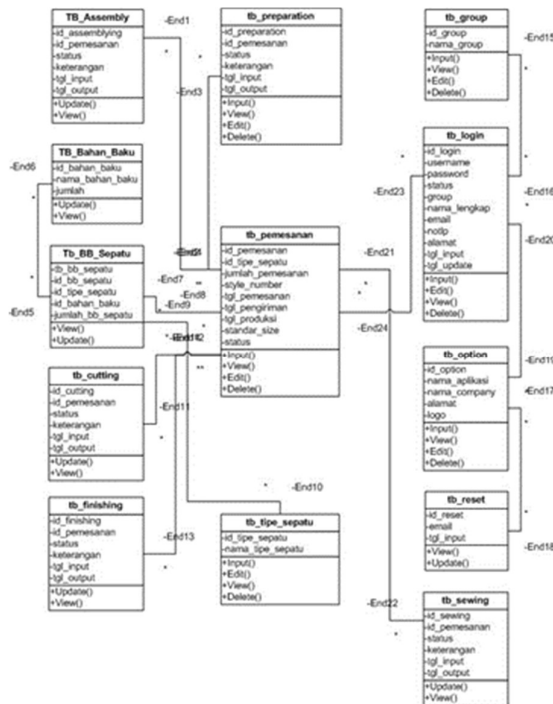 TB_Assembly
-id_assemblying
-id_pemesanan
-status
-keterangan
-tgl_input
-tgl_output
+Update()
+View()
-End1
-End3
tb_preparation
-id_preparation
-id_pemesanan
-status
-keterangan
-tgl_input
-tgl_output
+Input()
+View()
+Edit()
+Delete()
tb_group
-id_group
-nama_group
+Input()
+View()
+Edit()
+Delete()
-End15
-End6
TB_Bahan_Baku
-id_bahan_baku
-nama_bahan_baku
-jumlah
+Update()
+View()
-End5
Tb_BB_Sepatu
-tb_bb_sepatu
-id_bb_sepatu
-id_tipe_sepatu
-id_bahan_baku
-jumlah_bb_sepatu
+View()
+Update()
-End7
-End8
-End9
tb_pemesanan
-id_pemesanan
-id_tipe_sepatu
-jumlah_pemesanan
-style_number
-tgl_pemesanan
-tgl_pengiriman
-tgl_produksi
-standar_size
-status
+Input()
+View()
+Edit()
+Delete()
-End21
-End24
-End23
tb_login
-id_login
-username
-password
-status
-group
-nama_lengkap
-email
-notlp
-alamat
-tgl_input
-tgl_update
+Input()
+Edit()
+View()
+Delete()
-End16
-End20
tb_cutting
-id_cutting
-id_pemesanan
-status
-keterangan
-tgl_input
-tgl_output
+Update()
+View()
-End11
tb_option
-id_option
-nama_aplikasi
-nama_company
-alamat
-logo
+Input()
+View()
+Edit()
+Delete()
-End19
-End17
tb_finishing
-id_finishing
-id_pemesanan
-status
-keterangan
-tgl_input
-tgl_output
+Update()
+View()
-End13
-End10
tb_tipe_sepatu
-id_tipe_sepatu
-nama_tipe_sepatu
+Input()
+Edit()
+View()
+Delete()
tb_reset
-id_reset
-email
-tgl_input
+View()
+Update()
-End18
-End22
tb_sewing
-id_sewing
-id_pemesanan
-status
-keterangan
-tgl_input
-tgl_output
+Update()
+View()